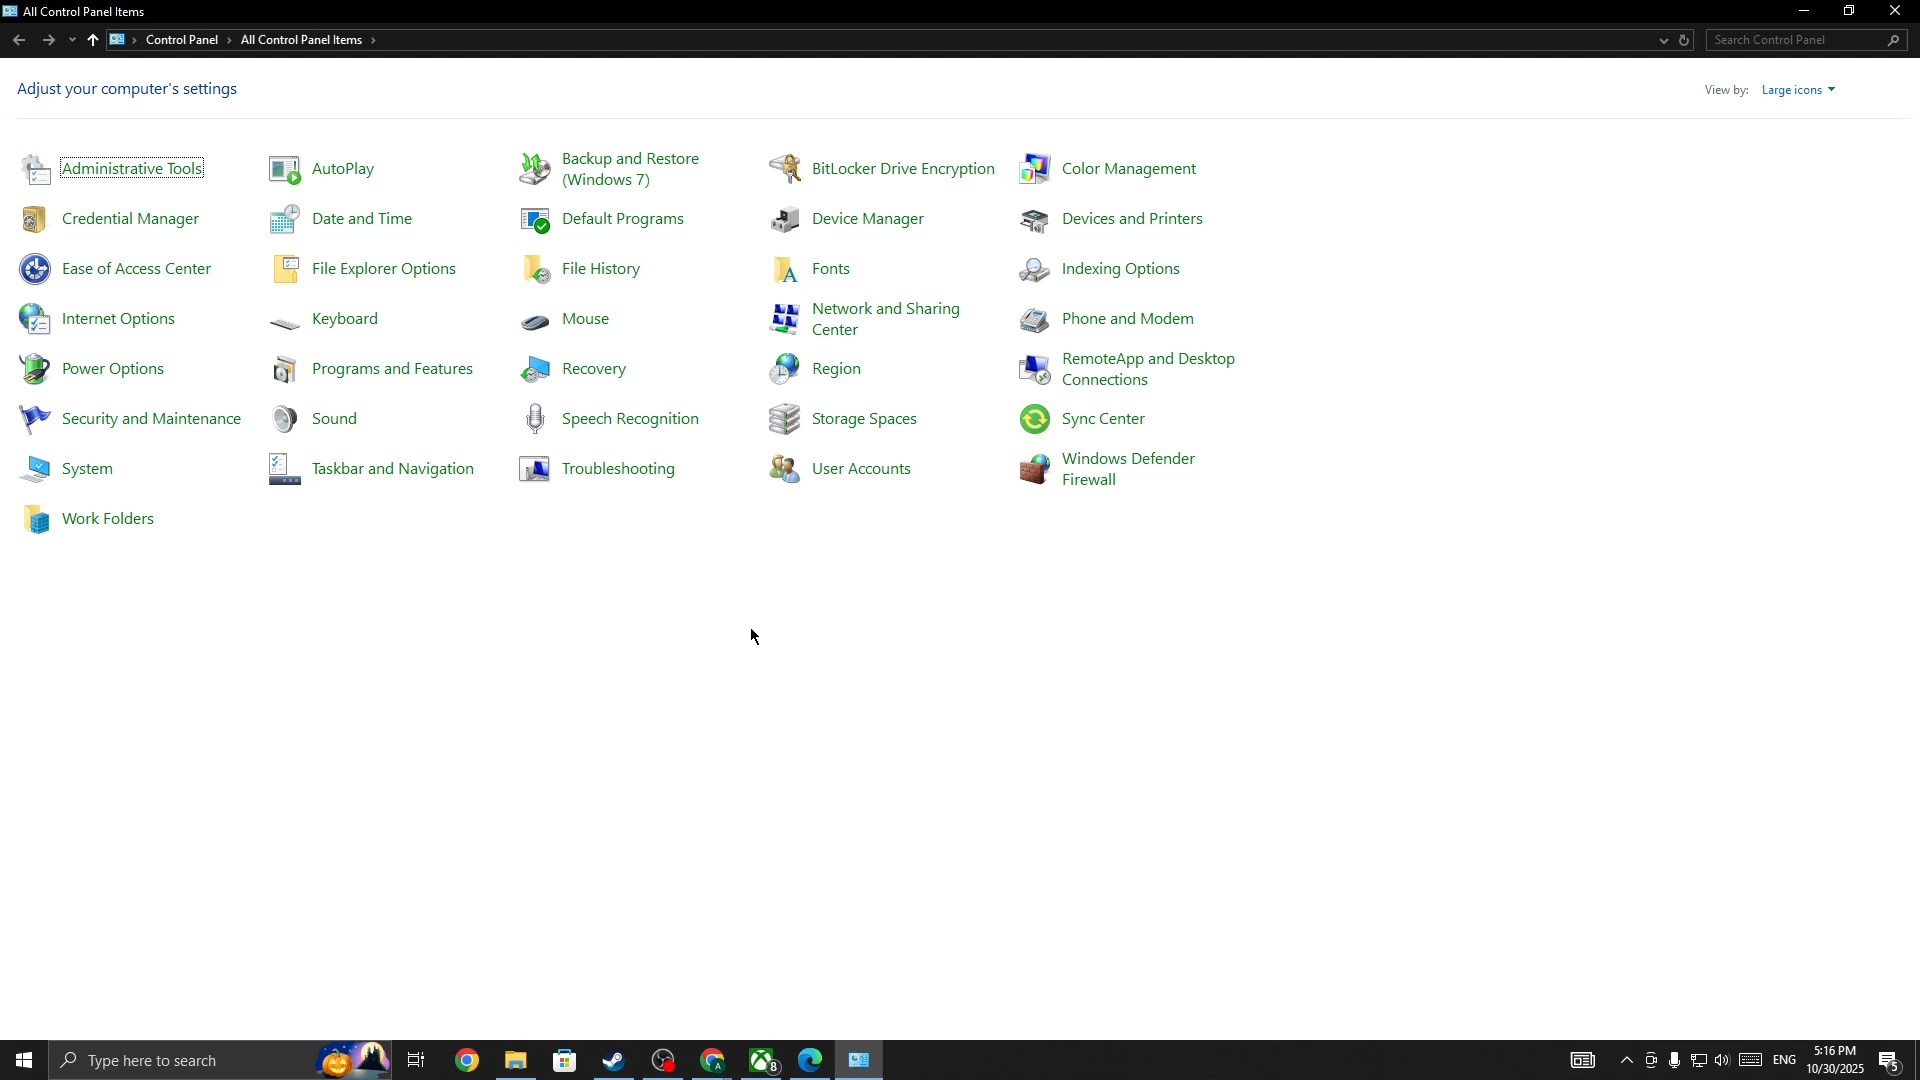 All Control Panel Items
Control Panel
All Control Panel Items
Search Control Panel
Adjust your computer's settings
View by:
Large icons
Administrative Tools
AutoPlay
Backup and Restore
(Windows 7)
BitLocker Drive Encryption
Color Management
Credential Manager
Date and Time
Default Programs
Device Manager
Devices and Printers
Ease of Access Center
File Explorer Options
File History
Fonts
Indexing Options
Internet Options
Keyboard
Mouse
Network and Sharing
Center
Phone and Modem
Power Options
Programs and Features
Recovery
Region
RemoteApp and Desktop
Connections
Security and Maintenance
Sound
Speech Recognition
Storage Spaces
Sync Center
System
Taskbar and Navigation
Troubleshooting
User Accounts
Windows Defender
Firewall
Work Folders
Type here to search
A
8
ENG
5:16 PM
10/30/2025
5